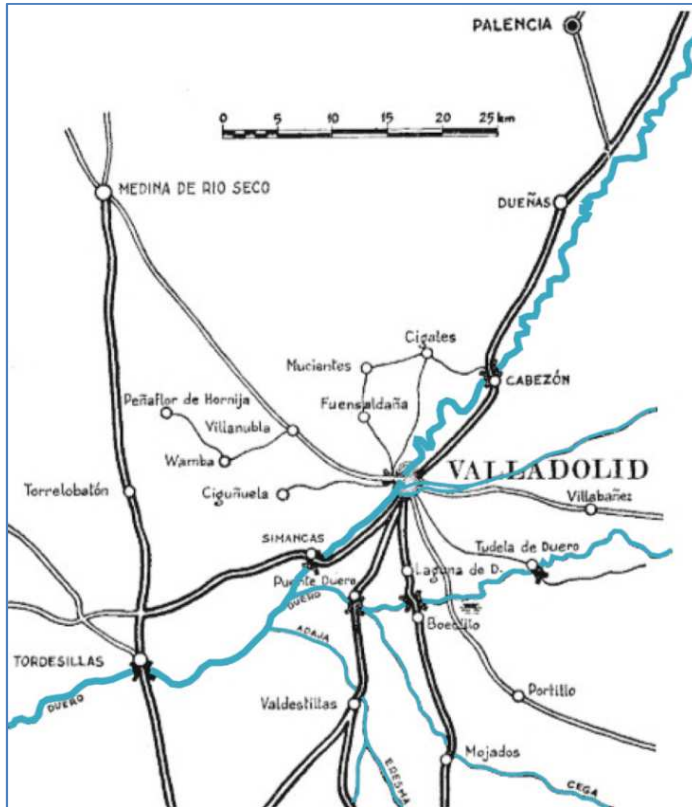 PALENCIA
0 5 10 15 20 25 km
MEDINA DE RIO SECO
DUEÑAS
Cigales
Mucientes
CABEZÓN
Peñaflor de Hornija
Fuensaldaña
Villanubla
Wamba
VALLADOLID
Torrelobatón
Ciguñuela
Villabañez
SIMANCAS
Tudela de Duero
Laguna de D.
Puente Duero
DUERO
Boecillo
ADAJA
TORDESILLAS
DUERO
Valdestillas
Portillo
Mojados
ERESMA
CEGA